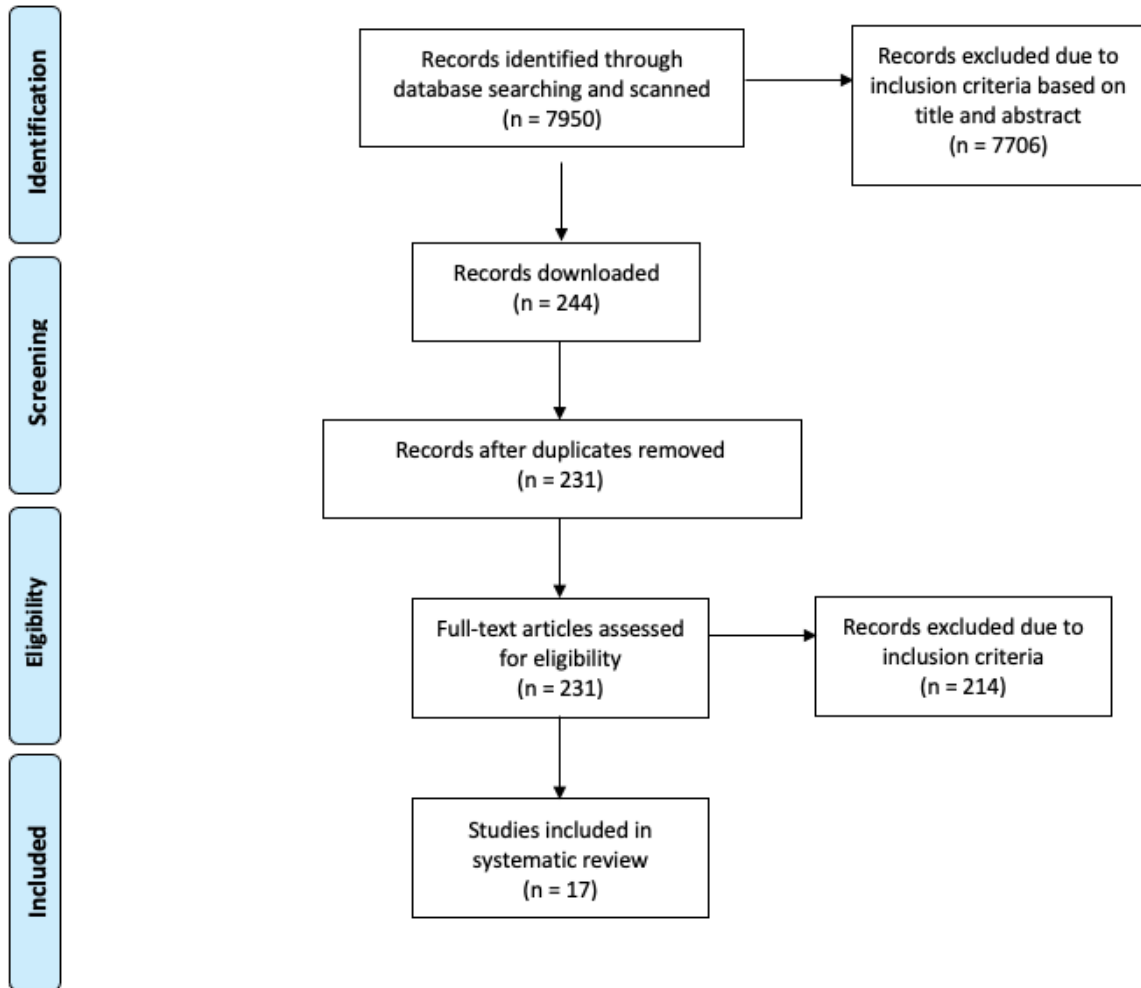 Identification
Records identified through
database searching and scanned
(n = 7950)
Records excluded due to
inclusion criteria based on
title and abstract
(n = 7706)
Screening
Records downloaded
(n = 244)
Records after duplicates removed
(n = 231)
Eligibility
Full-text articles assessed
for eligibility
(n = 231)
Records excluded due to
inclusion criteria
(n = 214)
Included
Studies included in
systematic review
(n = 17)